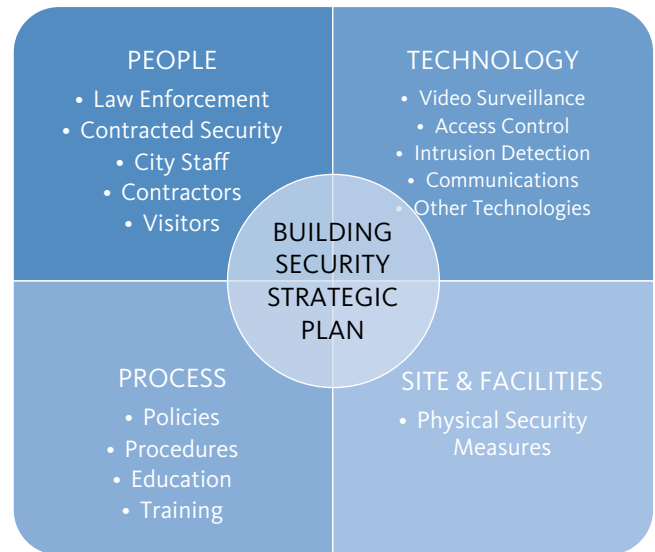 PEOPLE
• Law Enforcement
• Contracted Security
• City Staff
• Contractors
• Visitors
TECHNOLOGY
• Video Surveillance
• Access Control
• Intrusion Detection
• Communications
• Other Technologies
BUILDING
SECURITY
STRATEGIC
PLAN
PROCESS
• Policies
• Procedures
• Education
• Training
SITE & FACILITIES
• Physical Security
Measures